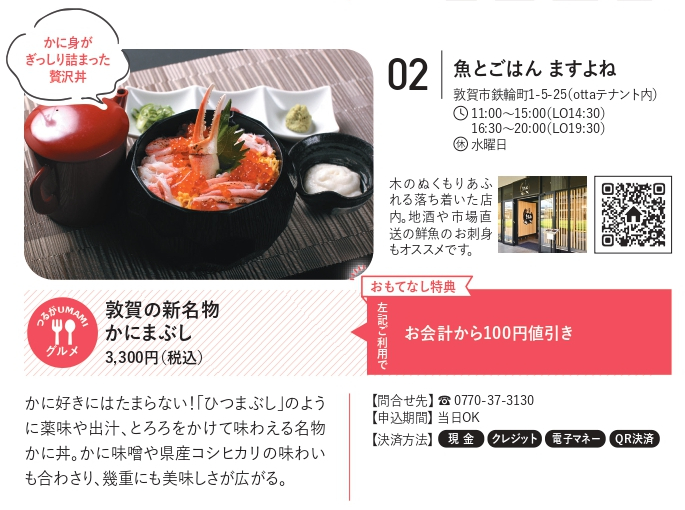 かに身が
ぎっしり詰まった
贅沢丼
02
魚とごはん ますよね
敦賀市鉄輪町1-5-25(ottaテナント内)
11:00〜15:00(LO14:30)
16:30〜20:00(LO19:30)
休 水曜日
木のぬくもりあふ
れる落ち着いた店
内。地酒や市場直
送の鮮魚のお刺身
もオススメです。
つるがUMAMI
グルメ
敦賀の新名物
かにまぶし
3,300円(税込)
おもてなし特典
左記ご利用で
お会計から100円値引き
かに好きにはたまらない!「ひつまぶし」のよう
に薬味や出汁、とろろをかけて味わえる名物
かに丼。かに味噌や県産コシヒカリの味わい
も合わさり、幾重にも美味しさが広がる。
【問合せ先】☎ 0770-37-3130
【申込期間】当日OK
【決済方法】 現金 クレジット 電子マネー QR決済